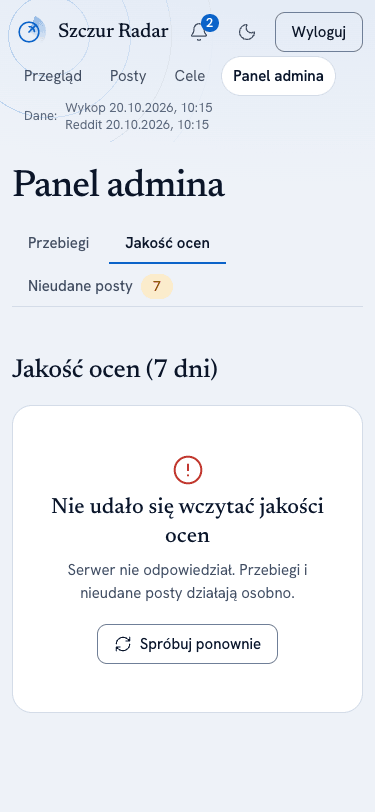 Szczur Radar
2
Wyloguj
Przegląd
Posty
Cele
Panel admina
Dane:
Wykop 20.10.2026, 10:15
Reddit 20.10.2026, 10:15
Panel admina
Przebiegi
Jakość ocen
Nieudane posty
7
Jakość ocen (7 dni)
Nie udało się wczytać jakości
ocen
Serwer nie odpowiedział. Przebiegi i
nieudane posty działają osobno.
Spróbuj ponownie